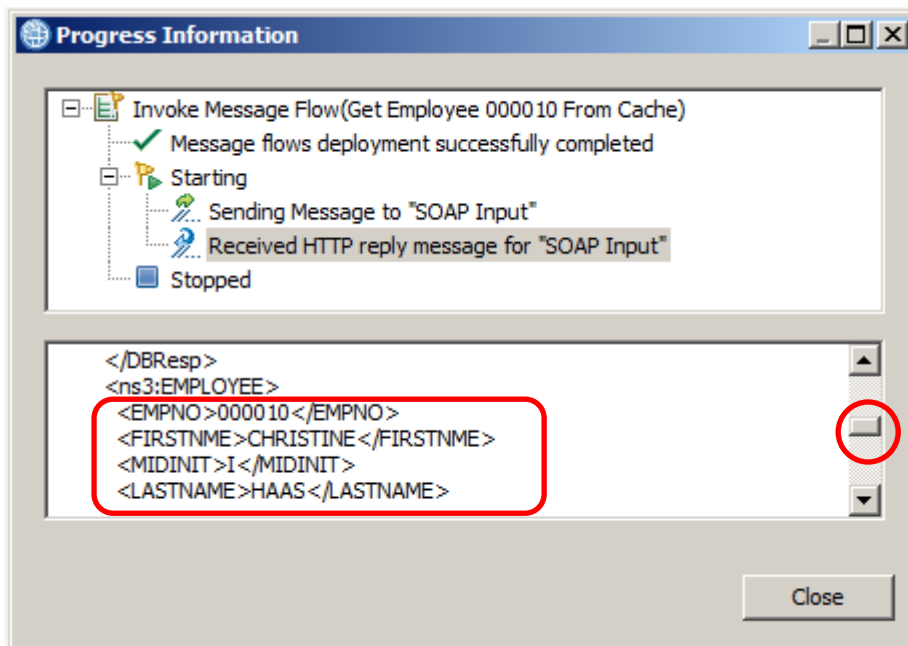 Progress Information
Invoke Message Flow(Get Employee 000010 From Cache)
Message flows deployment successfully completed
Starting
Sending Message to "SOAP Input"
Received HTTP reply message for "SOAP Input"
Stopped
</DBResp>
<ns3:EMPLOYEE>
<EMPNO>000010</EMPNO>
<FIRSTNME>CHRISTINE</FIRSTNME>
<MIDINIT>I</MIDINIT>
<LASTNAME>HAAS</LASTNAME>
Close